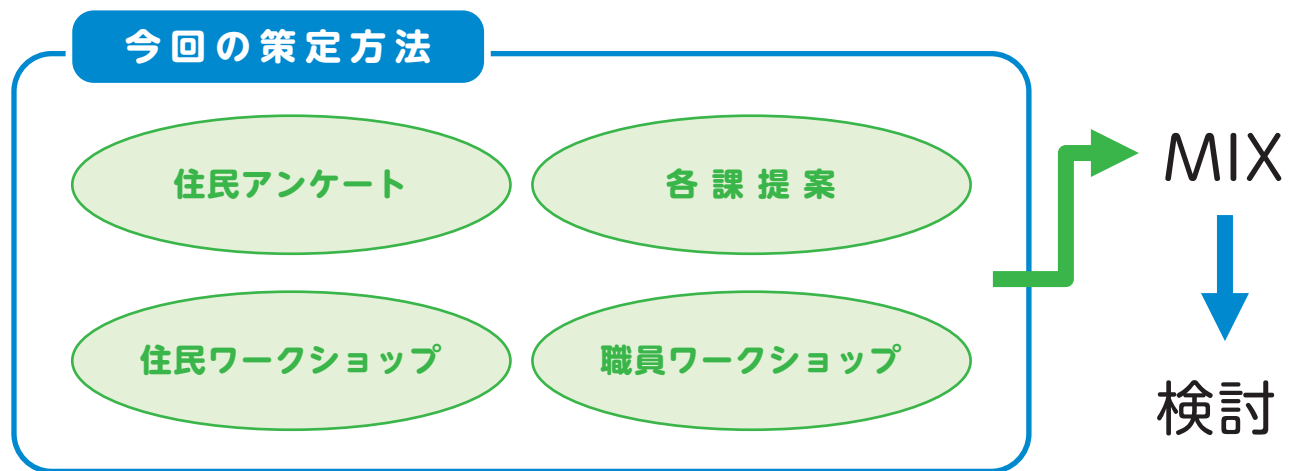 今回の策定方法
住民アンケート
各課提案
住民ワークショップ
職員ワークショップ
MIX
検討